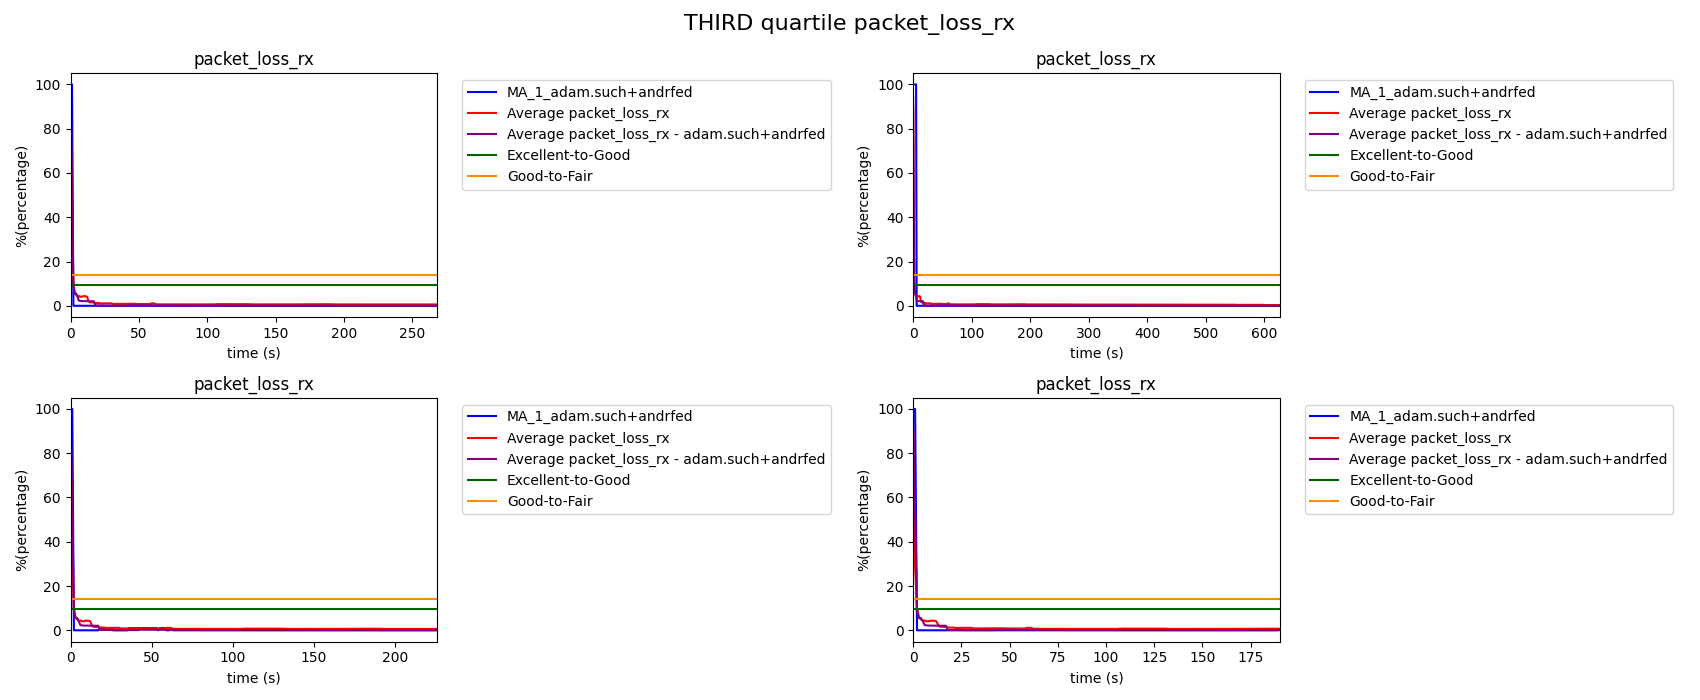 THIRD quartile packet_loss_rx
packet_loss_rx
100
80
60
40
20
0
%(percentage)
0 50 100 150 200 250
time (s)
MA_1_adam.such+andrfed
Average packet_loss_rx
Average packet_loss_rx - adam.such+andrfed
Excellent-to-Good
Good-to-Fair
packet_loss_rx
100
80
60
40
20
0
%(percentage)
0 100 200 300 400 500 600
time (s)
MA_1_adam.such+andrfed
Average packet_loss_rx
Average packet_loss_rx - adam.such+andrfed
Excellent-to-Good
Good-to-Fair
packet_loss_rx
100
80
60
40
20
0
%(percentage)
0 50 100 150 200
time (s)
MA_1_adam.such+andrfed
Average packet_loss_rx
Average packet_loss_rx - adam.such+andrfed
Excellent-to-Good
Good-to-Fair
packet_loss_rx
100
80
60
40
20
0
%(percentage)
0 25 50 75 100 125 150 175
time (s)
MA_1_adam.such+andrfed
Average packet_loss_rx
Average packet_loss_rx - adam.such+andrfed
Excellent-to-Good
Good-to-Fair